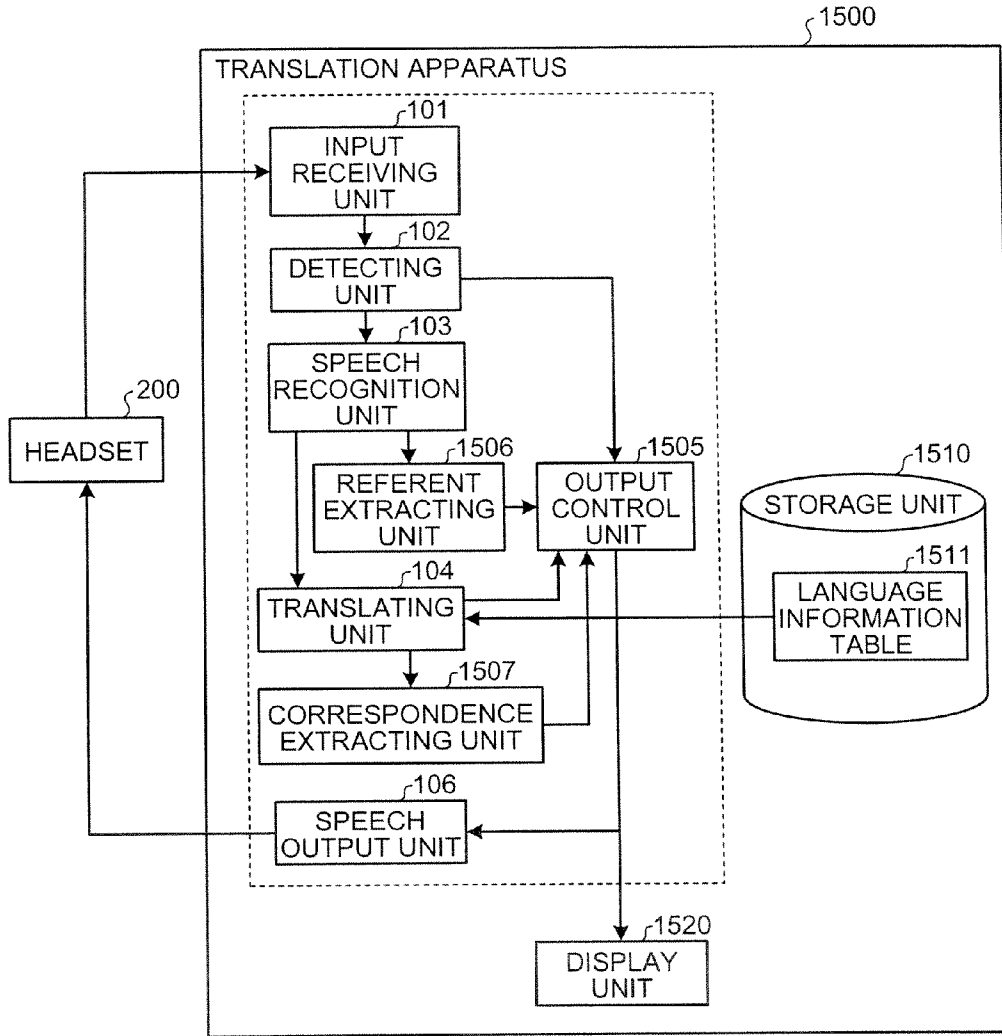 1500
TRANSLATION APPARATUS
101
INPUT
RECEIVING
UNIT
102
DETECTING
UNIT
103
SPEECH
RECOGNITION
UNIT
200
HEADSET
1506
REFERENT
EXTRACTING
UNIT
1505
OUTPUT
CONTROL
UNIT
1510
STORAGE UNIT
1511
LANGUAGE
INFORMATION
TABLE
104
TRANSLATING
UNIT
1507
CORRESPONDENCE
EXTRACTING UNIT
106
SPEECH
OUTPUT UNIT
1520
DISPLAY
UNIT